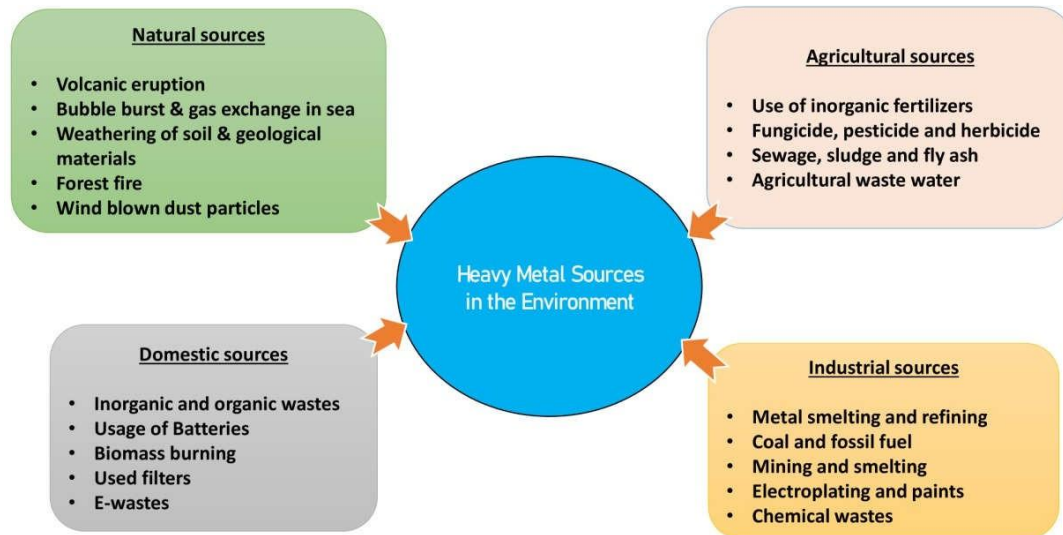 Natural sources
• Volcanic eruption
• Bubble burst & gas exchange in sea
• Weathering of soil & geological
materials
• Forest fire
• Wind blown dust particles
Agricultural sources
• Use of inorganic fertilizers
• Fungicide, pesticide and herbicide
• Sewage, sludge and fly ash
• Agricultural waste water
Heavy Metal Sources
in the Environment
Domestic sources
• Inorganic and organic wastes
• Usage of Batteries
• Biomass burning
• Used filters
• E-wastes
Industrial sources
• Metal smelting and refining
• Coal and fossil fuel
• Mining and smelting
• Electroplating and paints
• Chemical wastes